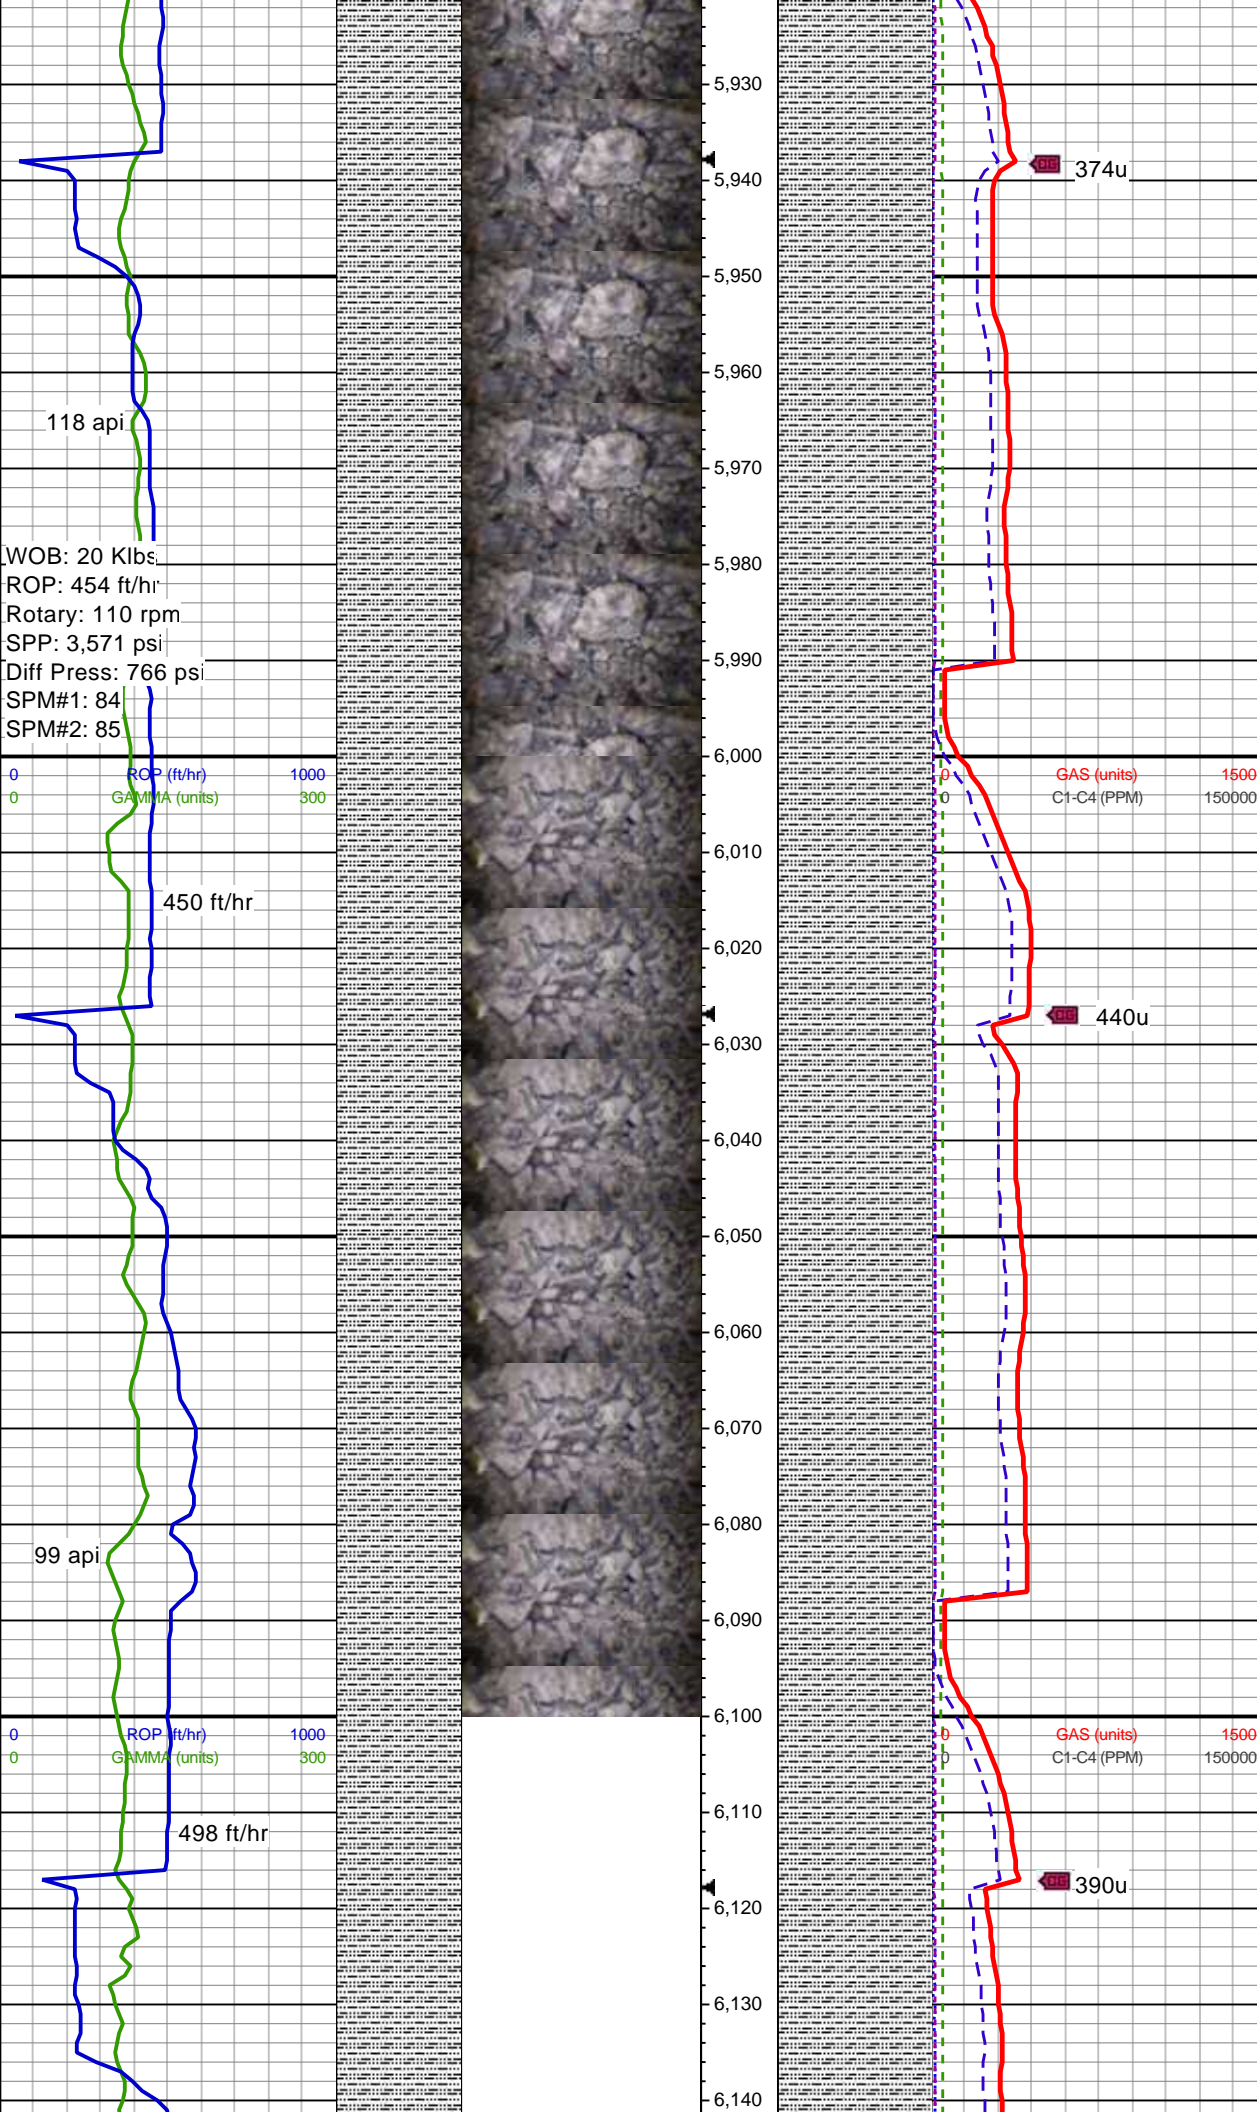 5,930
CG 374u
5,940
5,950
5,960
118 api
5,970
WOB: 20 Klbs
5,980
ROP: 454 ft/hr
Rotary: 110 rpm
SPP: 3,571 psi
5,990
Diff Press: 766 psi
SPM#1: 84
SPM#2: 85
6,000
0 ROP (ft/hr) 1000
0 GAS (units) 1500
0 GAMMA (units) 300
0 C1-C4 (PPM) 150000
6,010
450 ft/hr
6,020
CG 440u
6,030
6,040
6,050
6,060
6,070
6,080
99 api
6,090
6,100
0 ROP (ft/hr) 1000
0 GAS (units) 1500
0 GAMMA (units) 300
0 C1-C4 (PPM) 150000
6,110
498 ft/hr
CG 390u
6,120
6,130
6,140